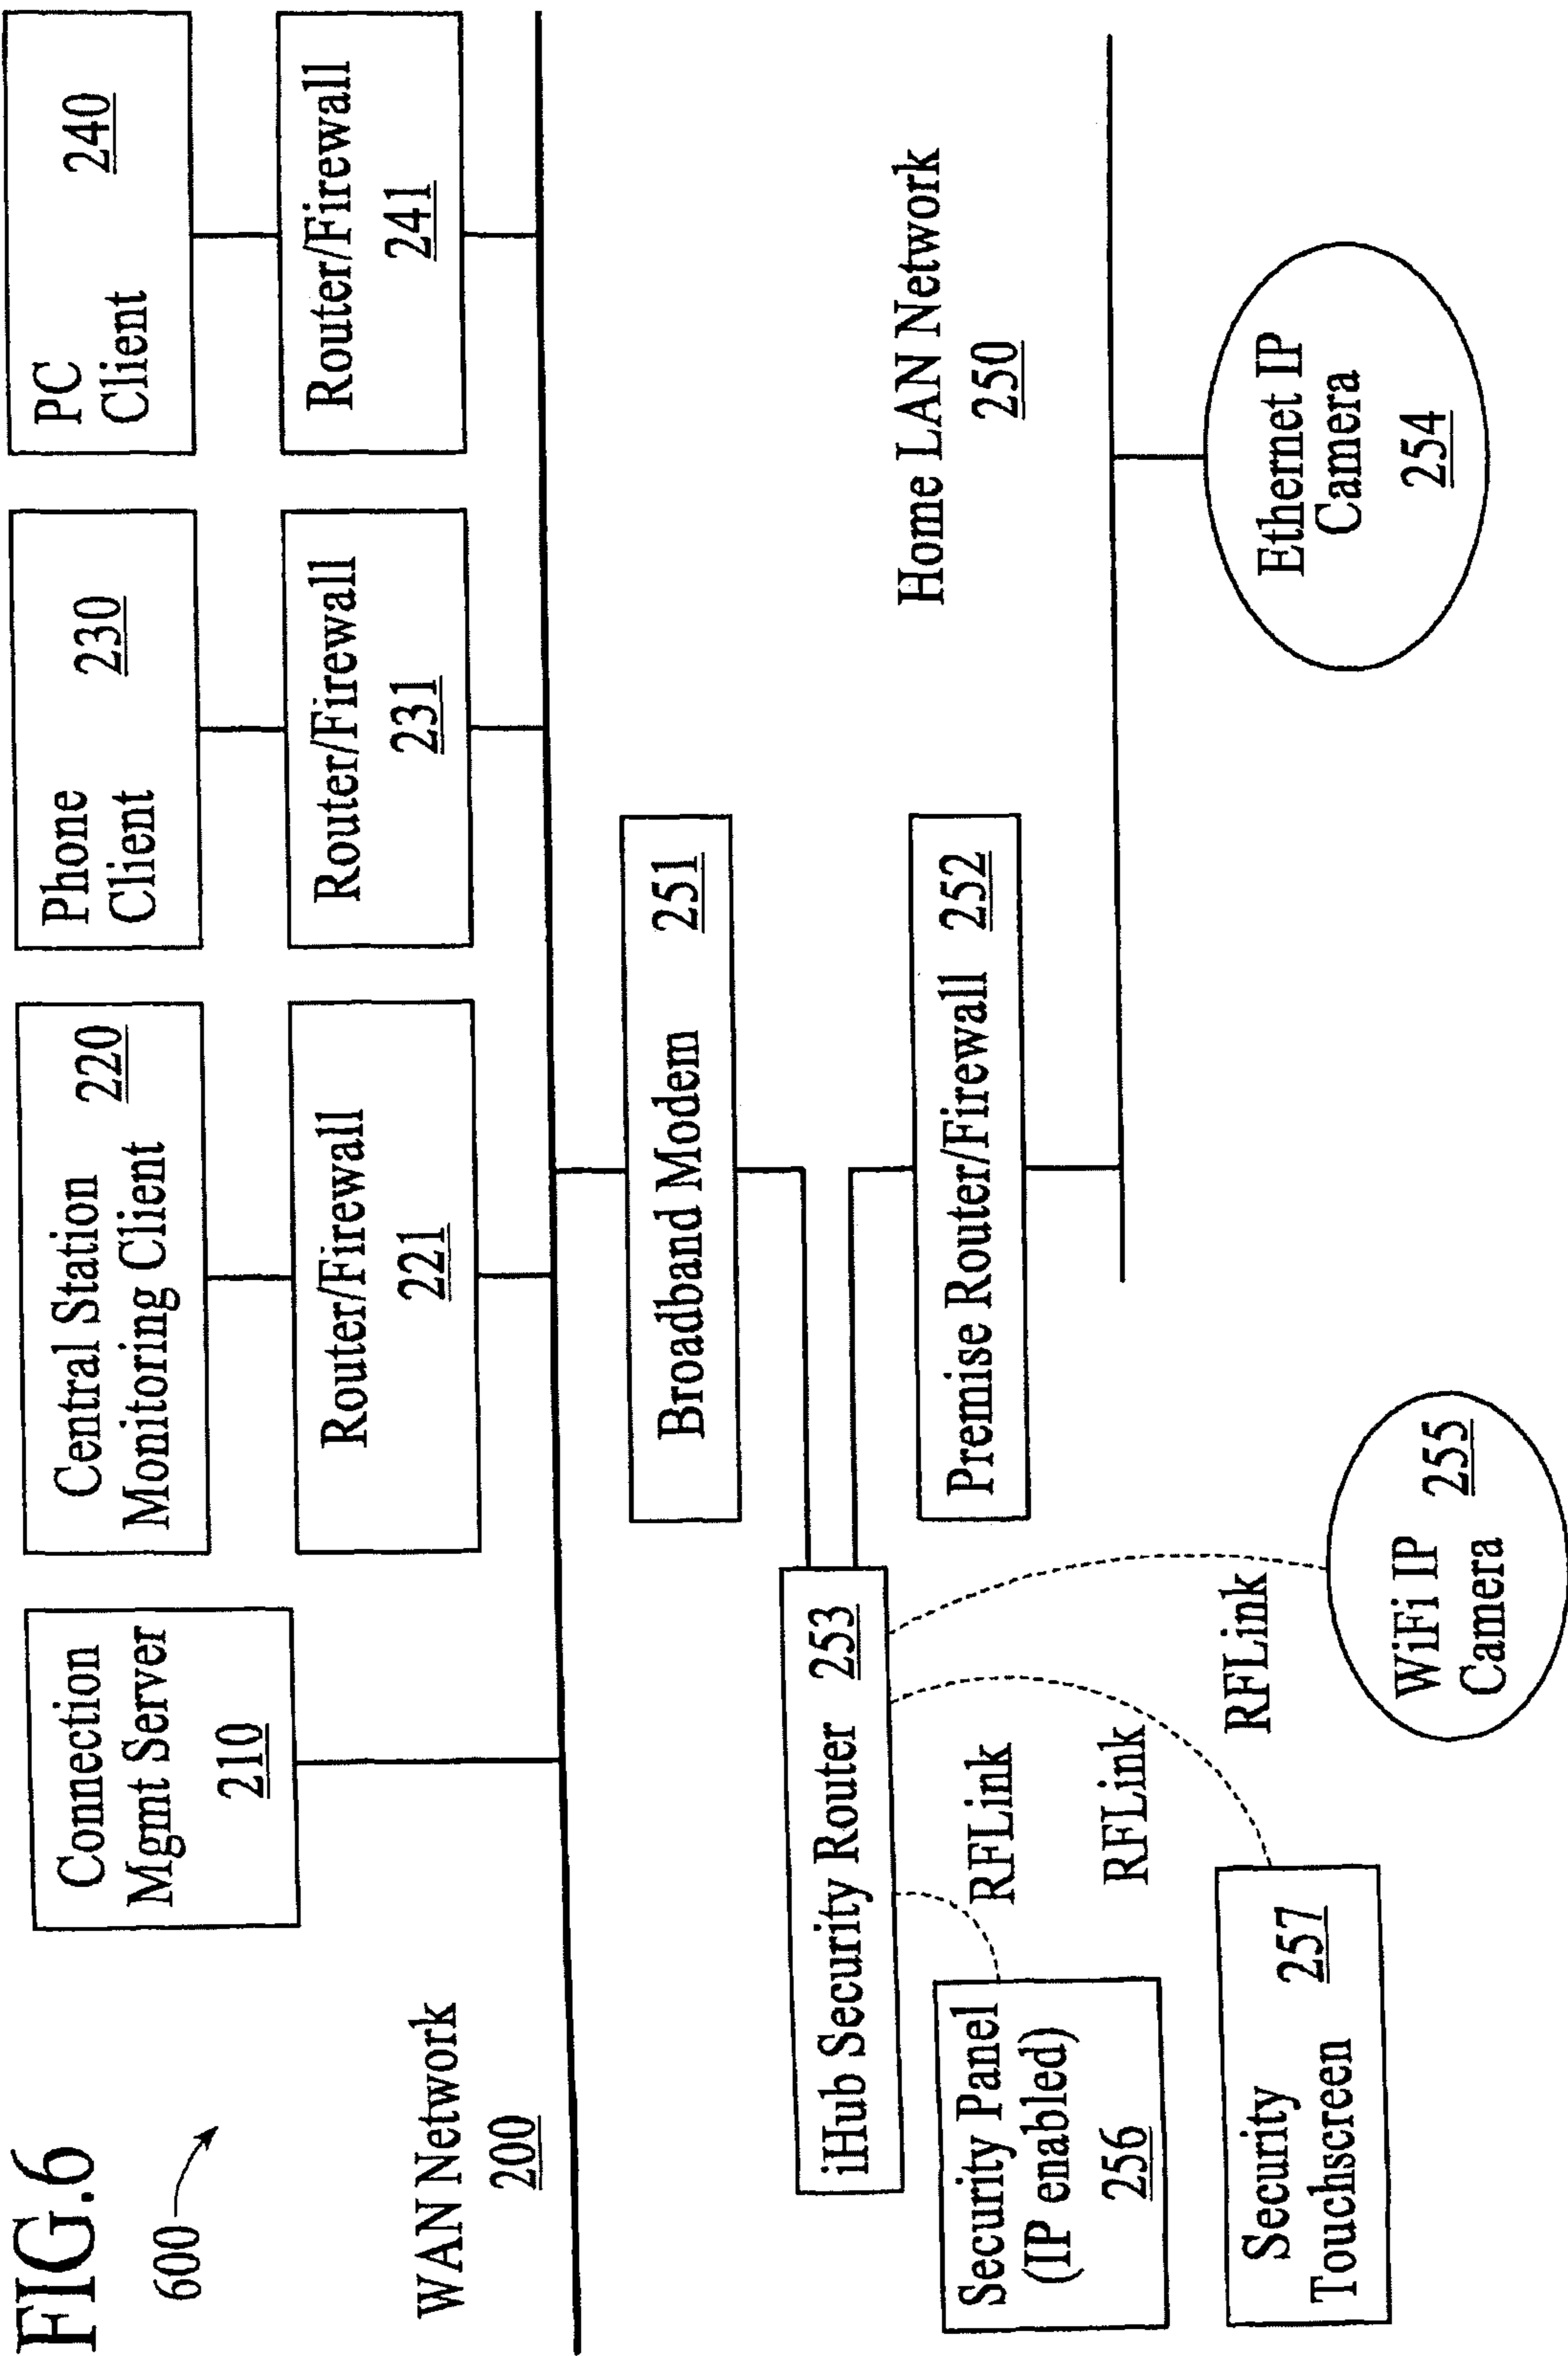 FIG.6
600
WAN Network
200
Connection
Mgmt Server
210
Central Station
Monitoring Client
220
Router/Firewall
221
Phone
Client
230
Router/Firewall
231
PC
Client
240
Router/Firewall
241
Broadband Modem 251
iHub Security Router 253
Premise Router/Firewall 252
Home LAN Network
250
Security Panel
(IP enabled)
256
RFLink
RFLink
RFLink
Security
Touchscreen
257
WiFi IP
Camera
255
Ethernet IP
Camera
254